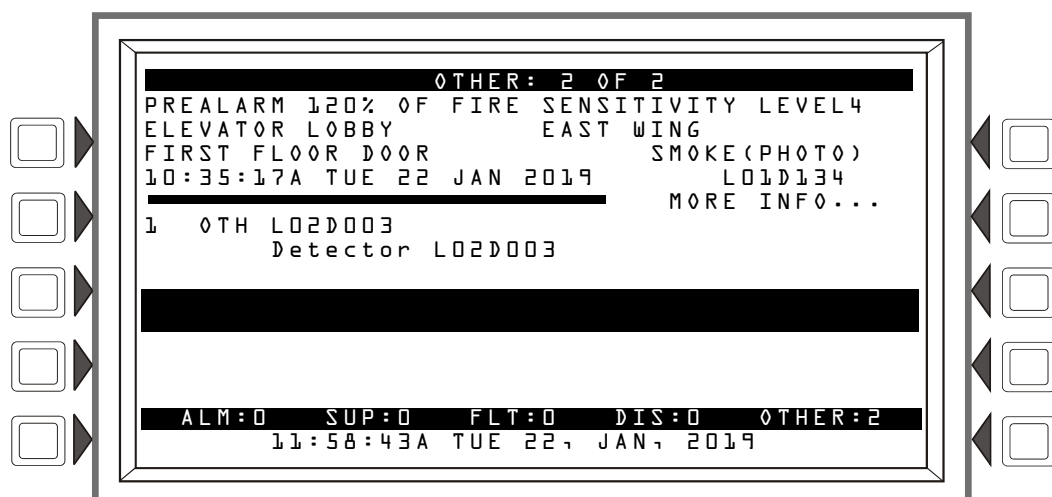 OTHER: 2 OF 2
PREALARM 120% OF FIRE SENSITIVITY LEVEL4
ELEVATOR LOBBY EAST WING
FIRST FLOOR DOOR SMOKE(PHOTO)
10:35:17A TUE 22 JAN 2019 L01D134
MORE INFO...
1 OTH L02D003
Detector L02D003
ALM:0 SUP:0 FLT:0 DIS:0 OTHER:2
11:58:43A TUE 22, JAN, 2019